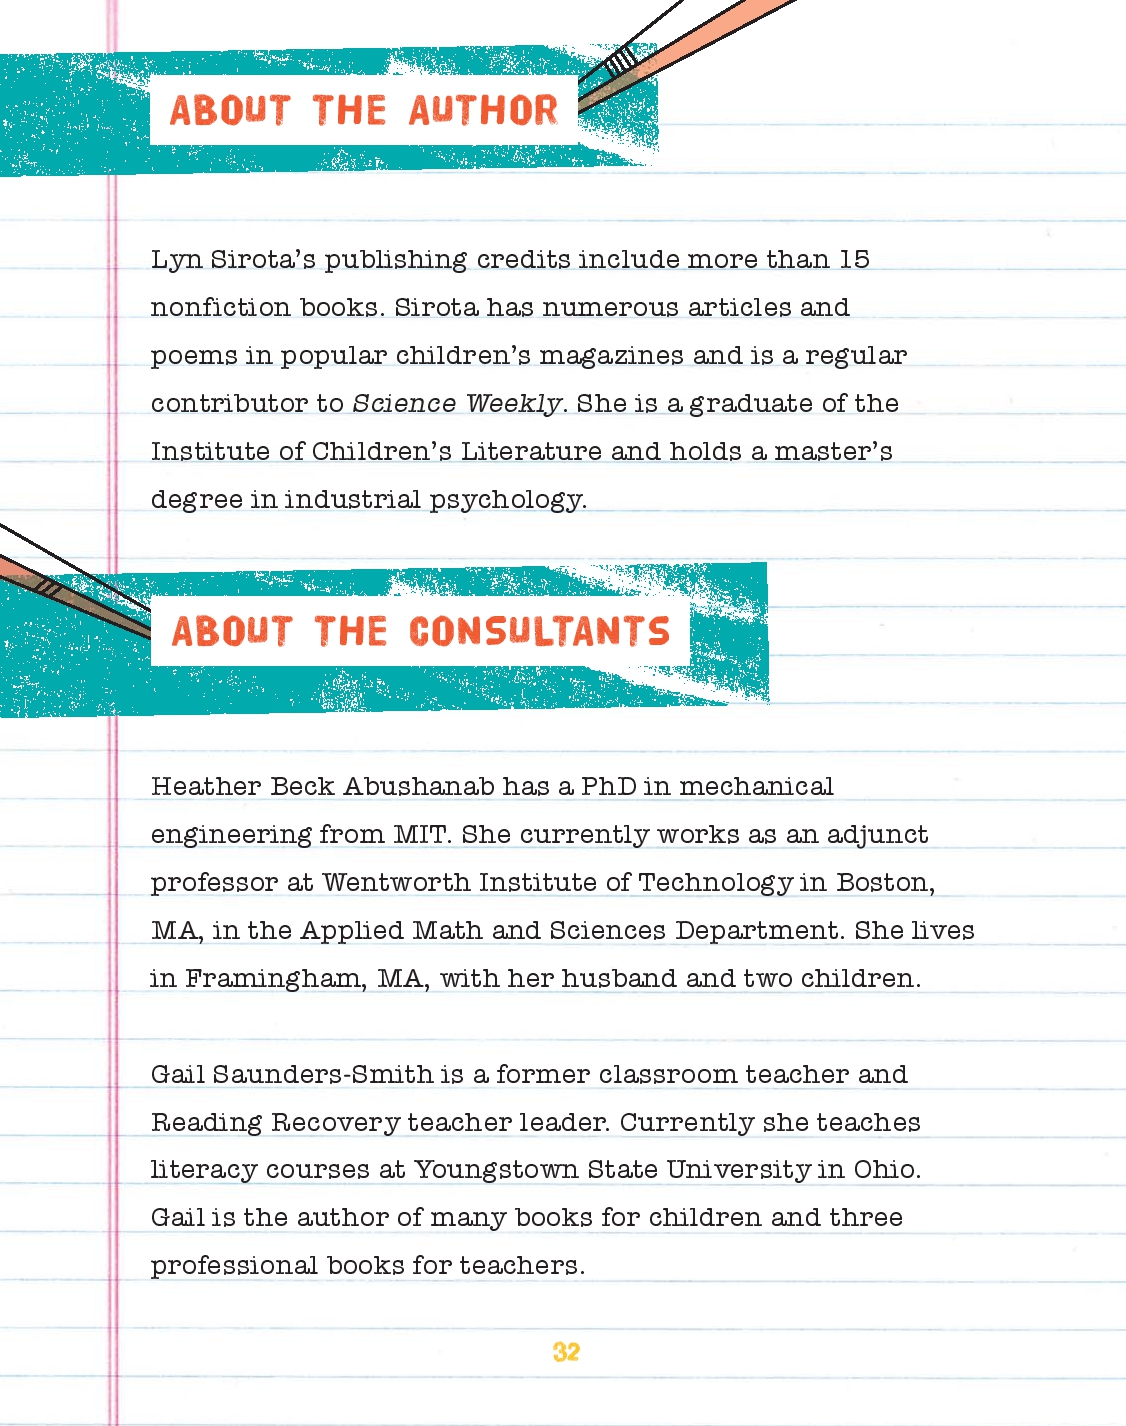 ABOUT THE AUTHOR
Lyn Sirota's publishing credits include more than 15
nonfiction books. Sirota has numerous articles and
poems in popular children's magazines and is a regular
contributor to Science Weekly. She is a graduate of the
Institute of Children's Literature and holds a master's
degree in industrial psychology.
ABOUT THE CONSULTANTS
Heather Beck Abushanab has a PhD in mechanical
engineering from MIT. She currently works as an adjunct
professor at Wentworth Institute of Technology in Boston,
MA, in the Applied Math and Sciences Department. She lives
in Framingham, MA, with her husband and two children.
Gail Saunders-Smith is a former classroom teacher and
Reading Recovery teacher leader. Currently she teaches
literacy courses at Youngstown State University in Ohio.
Gail is the author of many books for children and three
professional books for teachers.
32